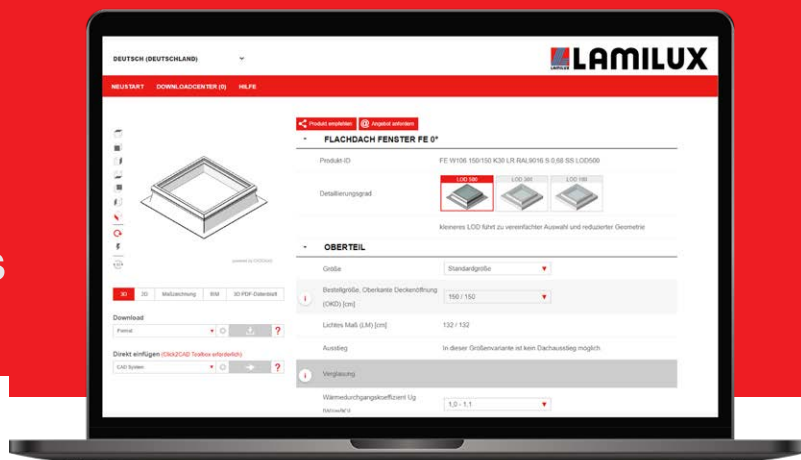 DEUTSCH (DEUTSCHLAND)
LAMILUX
NEUSTART DOWNLOADCENTER (0) HILFE
Produkt empfehlen Angebot anfordern
FLACHDACH FENSTER FE 0°
Produkt-ID FE W106 150/150 K30 LR RAL9016 S-0,68 SS LOD500
LOD 500 LOD 300 LOD 100
Detaillierungsgrad
kleineres LOD führt zu vereinfachter Auswahl und reduzierter Geometrie
OBERTEIL
Größe Standardgröße
3D 2D Maßzeichnung BIM 3D PDF-Datenblatt
Bestellgröße, Oberkante Deckenöffnung (OKD) [cm] 150 / 150
Download
Format ?
Lichtes Maß (LM) [cm] 132 / 132
Ausstieg In dieser Größenvariante ist kein Dachausstieg möglich.
Direkt einfügen (Click2CAD Toolbox erforderlich)
CAD System ?
Verglasung
Wärmedurchgangskoeffizient Ug 1,0 - 1,1
s